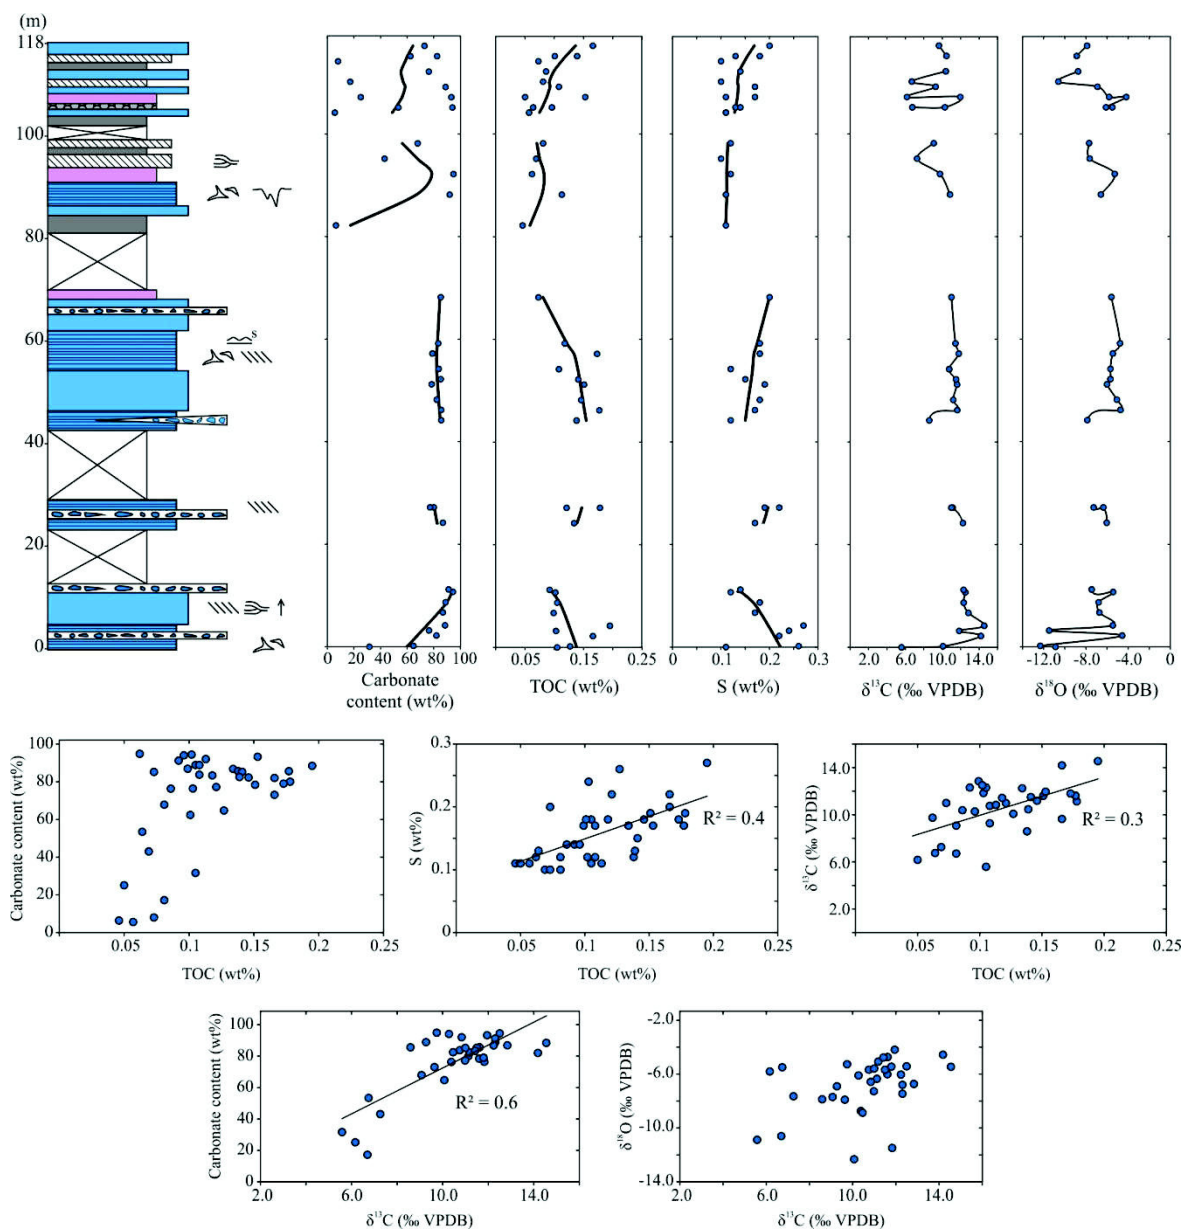 (m)
118
100
80
60
40
20
0
s
0 20 40 60 80 100
Carbonate
content (wt%)
0.05 0.15 0.25
TOC (wt%)
0 0.1 0.2 0.3
S (wt%)
2.0 6.0 10.0 14.0
δ¹³C (‰ VPDB)
-12.0 -8.0 -4.0 0
δ¹⁸O (‰ VPDB)
Carbonate content (wt%)
100
80
60
40
20
0
0.05 0.1 0.15 0.2 0.25
TOC (wt%)
S (wt%)
0.3
0.2
0.1
0
R² = 0.4
0.05 0.1 0.15 0.2 0.25
TOC (wt%)
δ¹³C (‰ VPDB)
14.0
10.0
6.0
2.0
R² = 0.3
0.05 0.1 0.15 0.2 0.25
TOC (wt%)
Carbonate content (wt%)
100
80
60
40
20
0
R² = 0.6
2.0 6.0 10.0 14.0
δ¹³C (‰ VPDB)
δ¹⁸O (‰ VPDB)
-2.0
-6.0
-10.0
-14.0
2.0 6.0 10.0 14.0
δ¹³C (‰ VPDB)